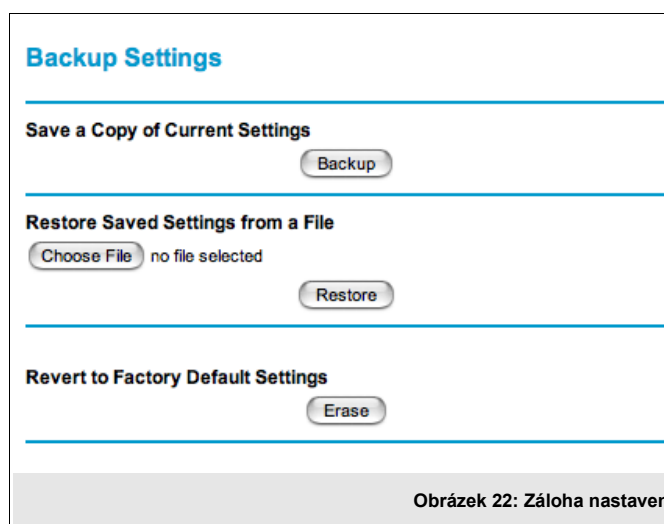 Backup Settings
Save a Copy of Current Settings
Backup
Restore Saved Settings from a File
Choose File no file selected
Restore
Revert to Factory Default Settings
Erase
Obrázek 22: Záloha